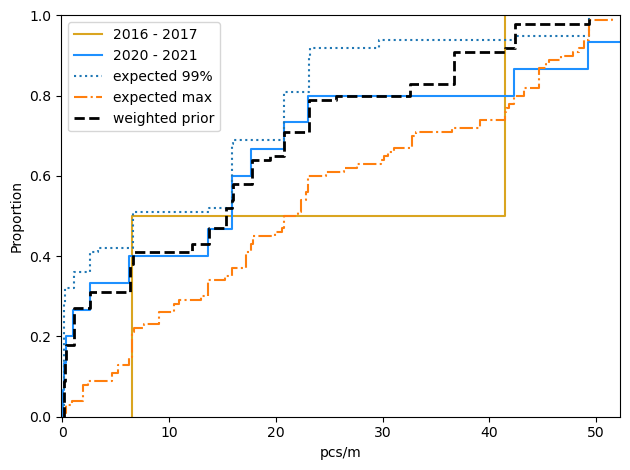 1.0
0.8
0.6
0.4
0.2
0.0
Proportion
2016 - 2017
2020 - 2021
expected 99%
expected max
weighted prior
0 10 20 30 40 50
pcs/m